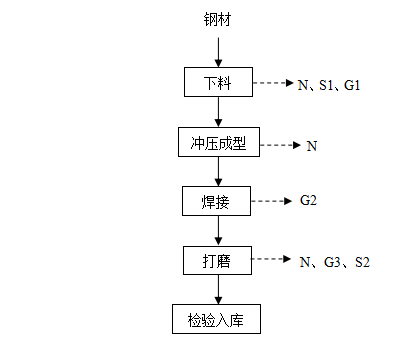 钢材
下料
N、S1、G1
冲压成型
N
焊接
G2
打磨
N、G3、S2
检验入库